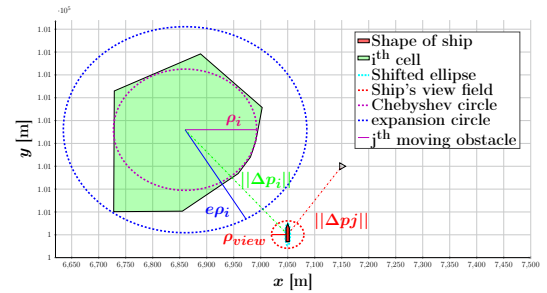 ·10⁵
1.01
1.01
1.01
1.01
1.01
1.01
1.01
1.01
1.01
1
1
y [m]
6,650 6,700 6,750 6,800 6,850 6,900 6,950 7,000 7,050 7,100 7,150 7,200 7,250 7,300 7,350 7,400 7,450 7,500
x [m]
Shape of ship
iᵗʰ cell
Shifted ellipse
Ship's view field
Chebyshev circle
expansion circle
jᵗʰ moving obstacle
ρᵢ
||Δpᵢ||
eρᵢ
||Δpj||
ρview